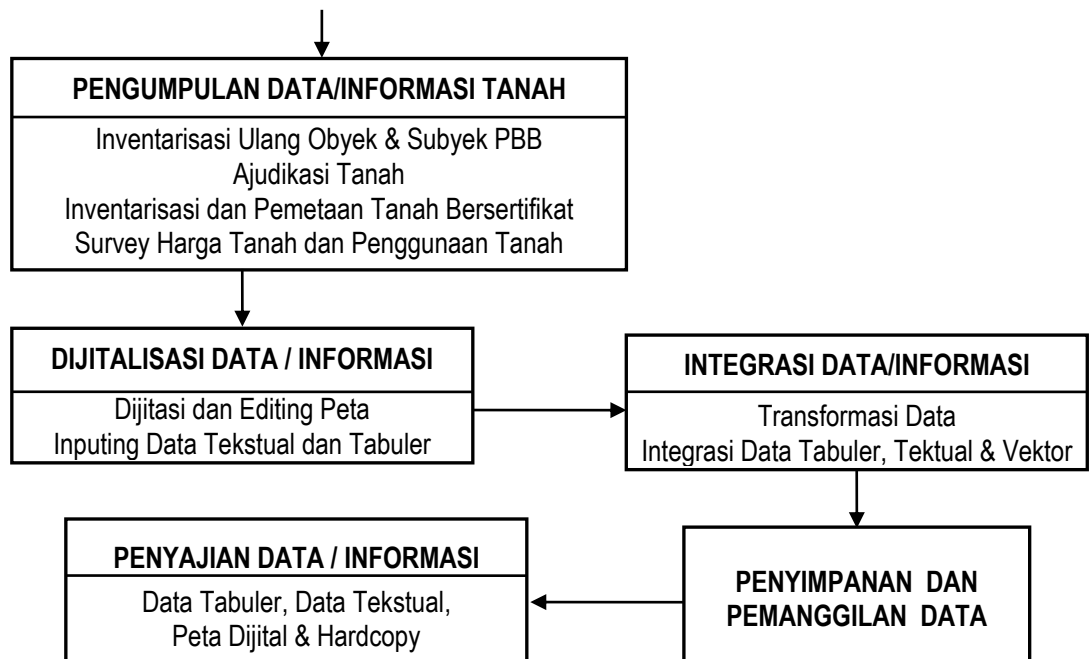 PENGUMPULAN DATA/INFORMASI TANAH
Inventarisasi Ulang Obyek & Subyek PBB
Ajudikasi Tanah
Inventarisasi dan Pemetaan Tanah Bersertifikat
Survey Harga Tanah dan Penggunaan Tanah
DIJITALISASI DATA / INFORMASI
Dijitasi dan Editing Peta
Inputing Data Tekstual dan Tabuler
INTEGRASI DATA/INFORMASI
Transformasi Data
Integrasi Data Tabuler, Tektual & Vektor
PENYIMPANAN DAN
PEMANGGILAN DATA
PENYAJIAN DATA / INFORMASI
Data Tabuler, Data Tekstual,
Peta Dijital & Hardcopy